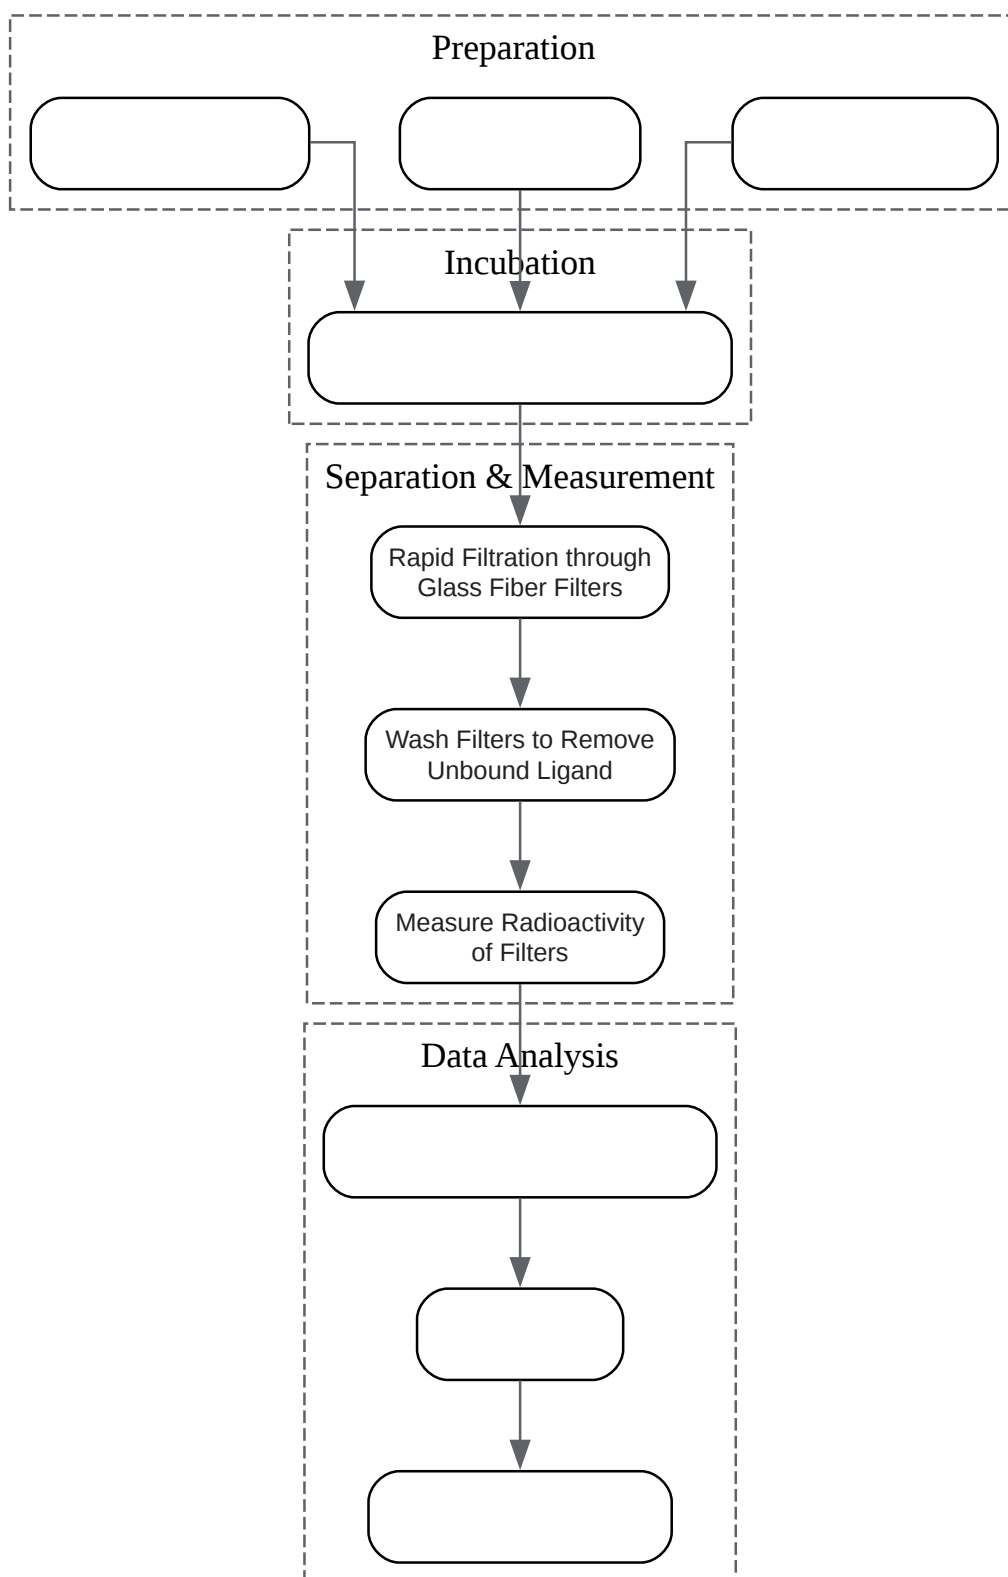 Preparation
Incubation
Separation & Measurement
Rapid Filtration through
Glass Fiber Filters
Wash Filters to Remove
Unbound Ligand
Measure Radioactivity
of Filters
Data Analysis